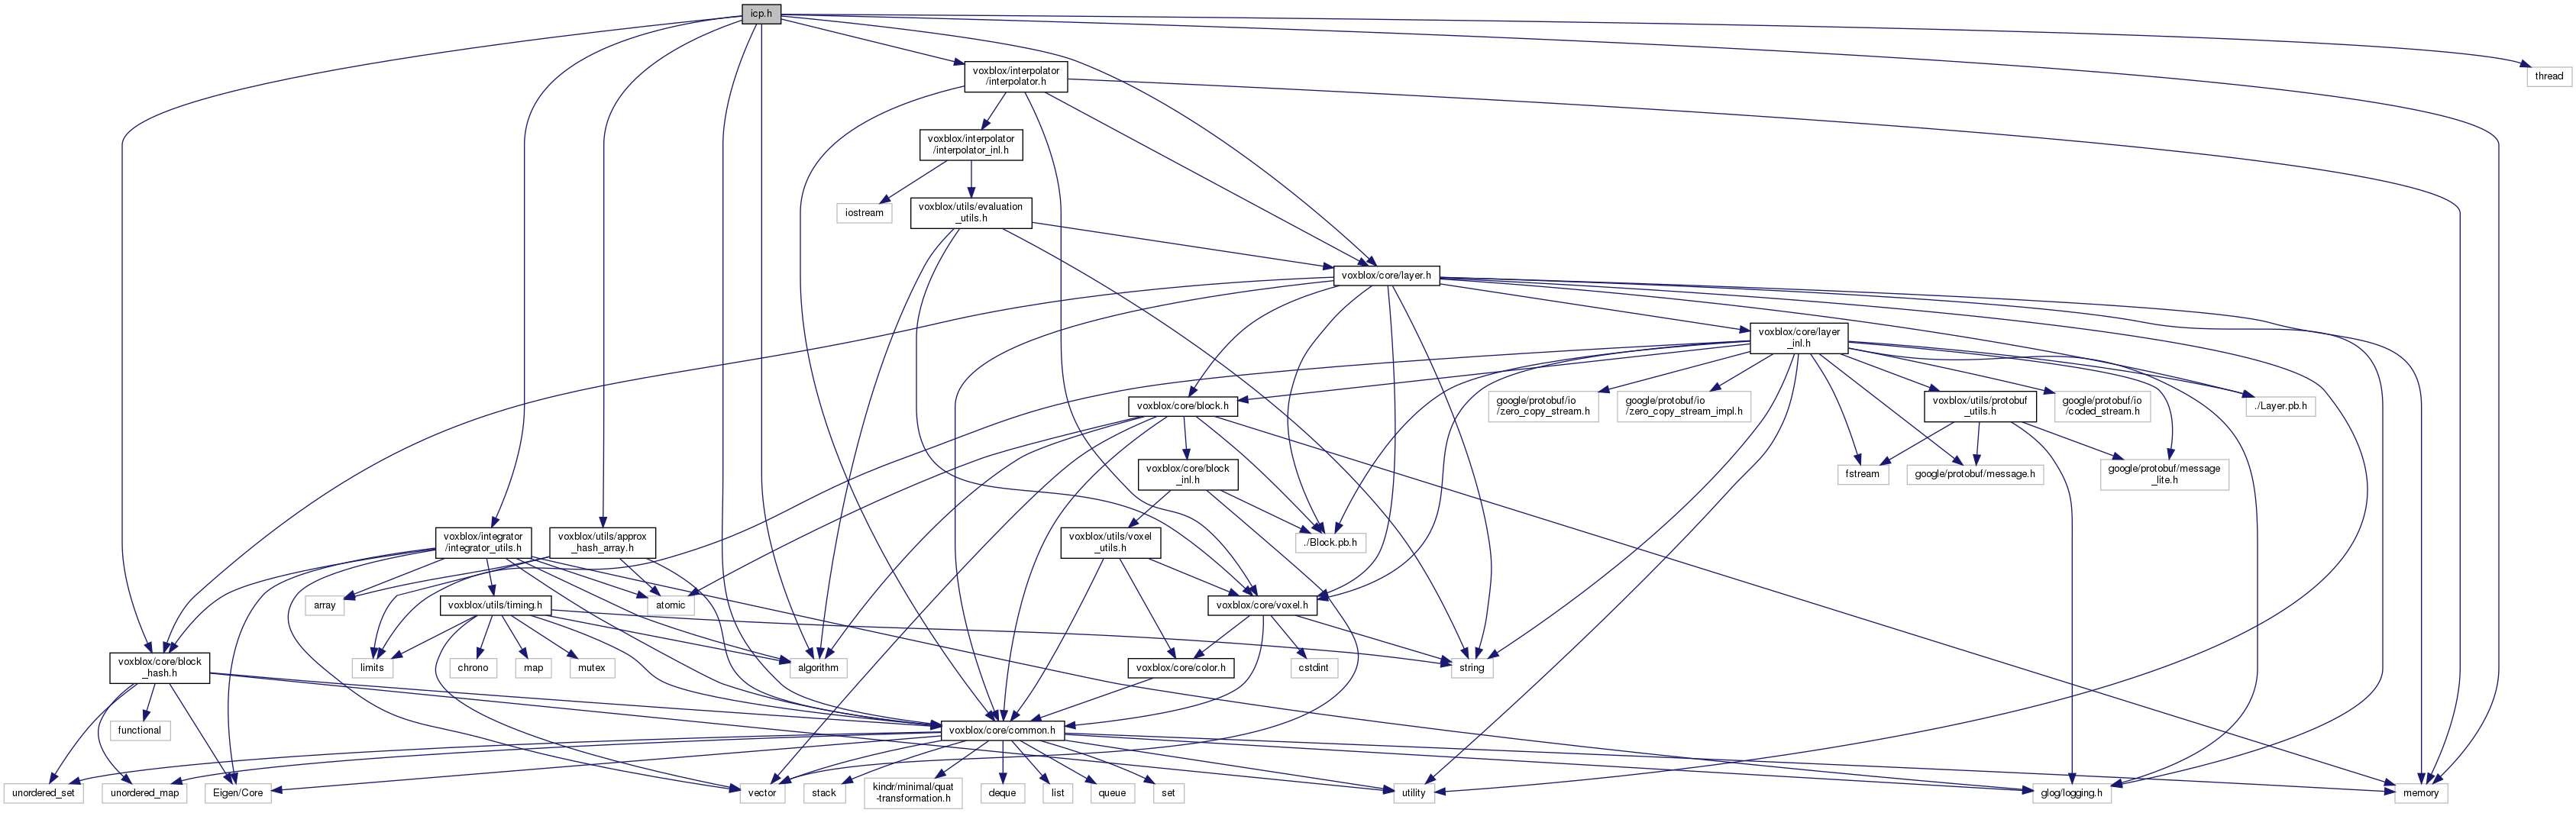 icp.h
voxblox/interpolator
/interpolator.h
thread
voxblox/interpolator
/interpolator_inl.h
iostream
voxblox/utils/evaluation
_utils.h
voxblox/core/layer.h
voxblox/core/layer
_inl.h
voxblox/core/block.h
google/protobuf/io
/zero_copy_stream.h
google/protobuf/io
/zero_copy_stream_impl.h
voxblox/utils/protobuf
_utils.h
google/protobuf/io
/coded_stream.h
./Layer.pb.h
voxblox/core/block
_inl.h
fstream
google/protobuf/message.h
google/protobuf/message
_lite.h
voxblox/integrator
/integrator_utils.h
voxblox/utils/approx
_hash_array.h
voxblox/utils/voxel
_utils.h
./Block.pb.h
array
voxblox/utils/timing.h
atomic
voxblox/core/voxel.h
voxblox/core/block
_hash.h
limits
chrono
map
mutex
algorithm
voxblox/core/color.h
cstdint
string
functional
voxblox/core/common.h
unordered_set
unordered_map
Eigen/Core
vector
stack
kindr/minimal/quat
-transformation.h
deque
list
queue
set
utility
glog/logging.h
memory